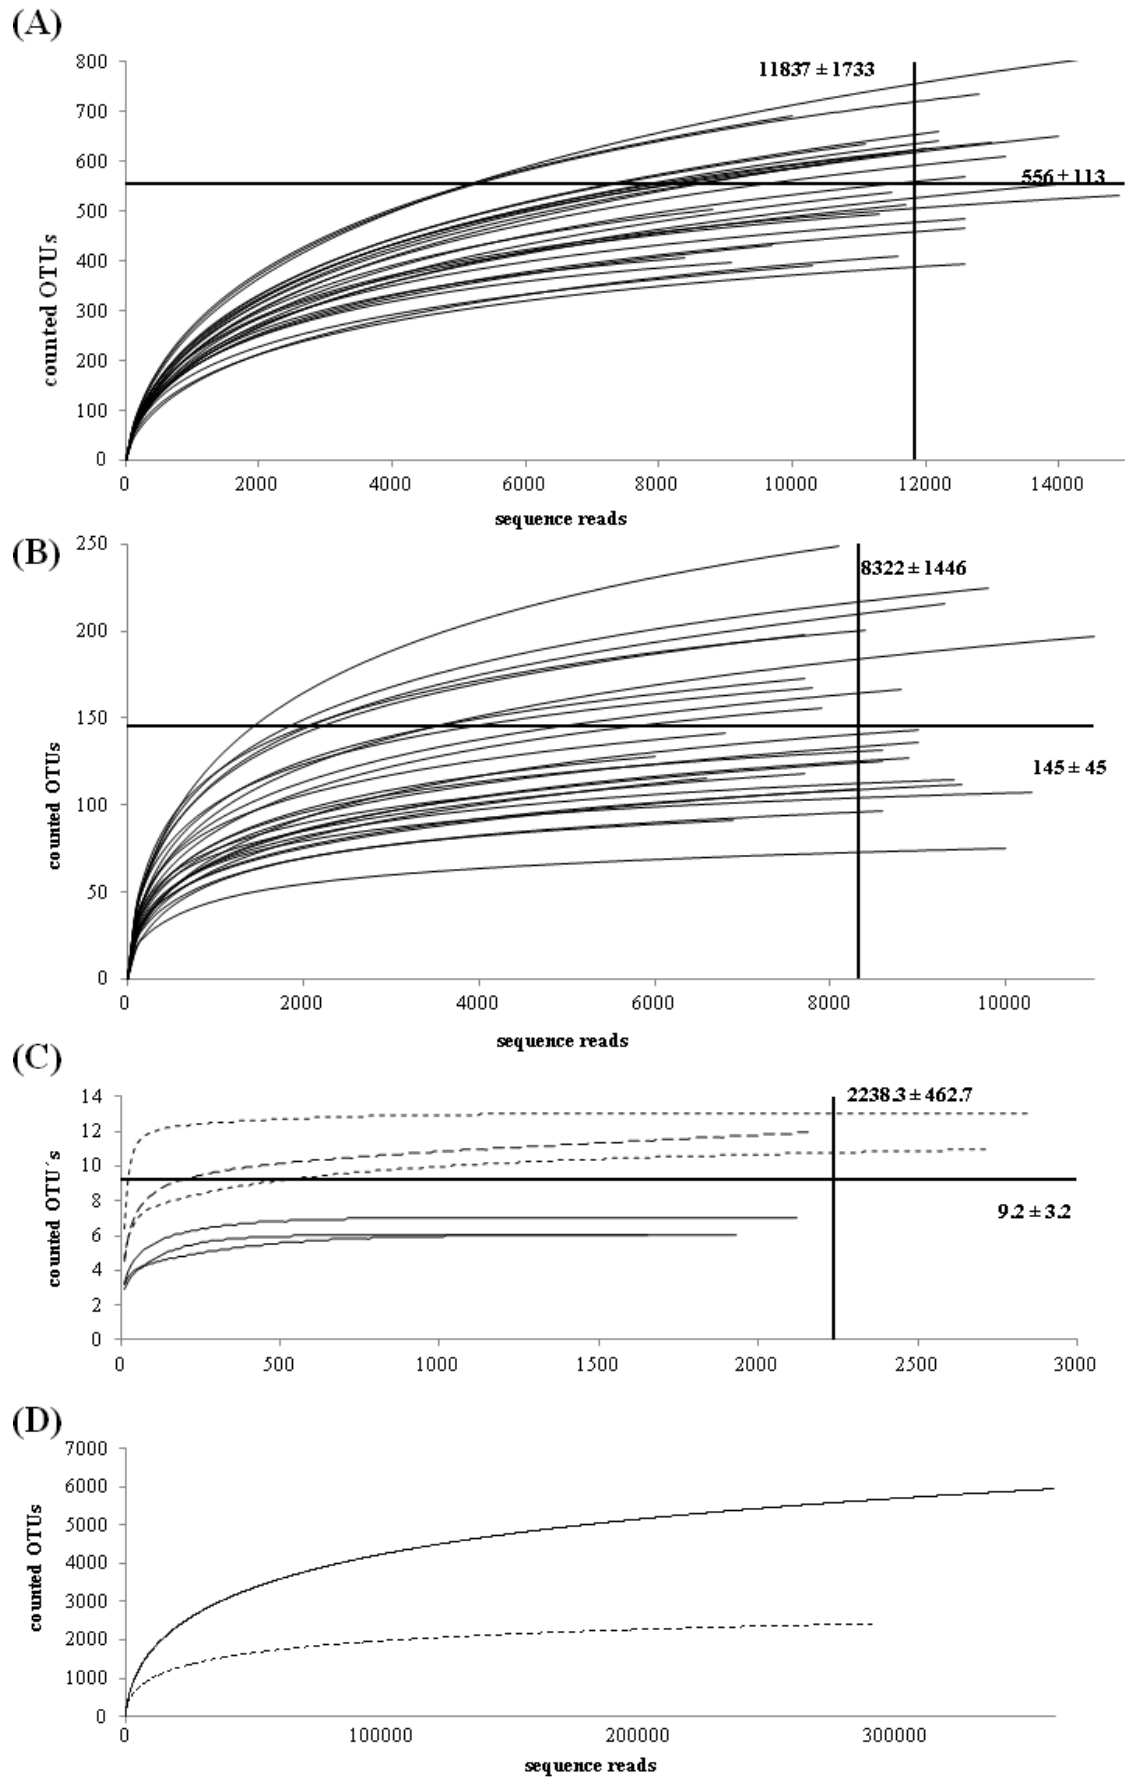 (A)
800
11837 ± 1733
700
600
556 ± 113
500
400
300
200
100
0
counted OTUs
0 2000 4000 6000 8000 10000 12000 14000
sequence reads
(B)
250
8322 ± 1446
200
150
145 ± 45
100
50
0
counted OTUs
0 2000 4000 6000 8000 10000
sequence reads
(C)
14
2238.3 ± 462.7
12
10
8
9.2 ± 3.2
6
4
2
0
counted OTU´s
0 500 1000 1500 2000 2500 3000
(D)
7000
6000
5000
4000
3000
2000
1000
0
counted OTUs
0 100000 200000 300000
sequence reads